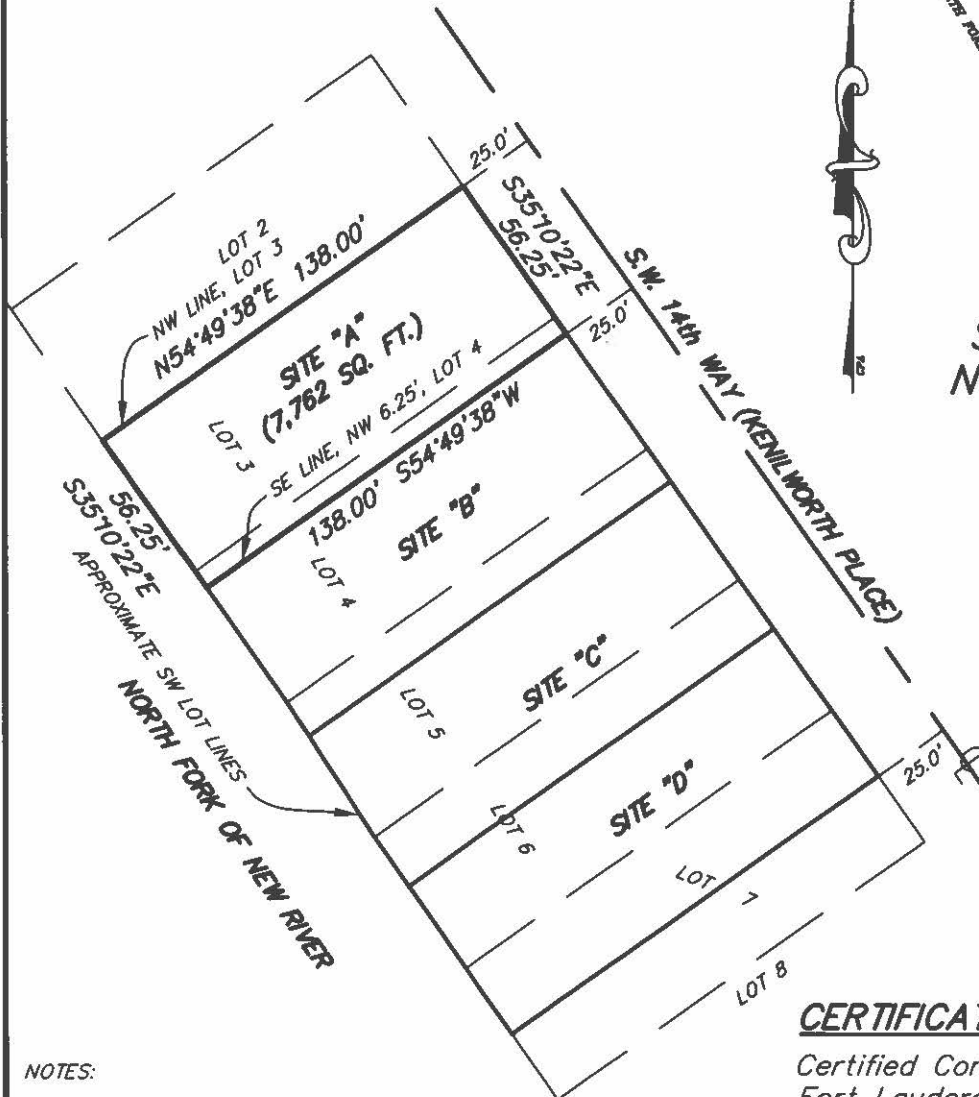 25.0'
S35°10'22"E
56.25'
LOT 2
NW LINE, LOT 3
N54°49'38"E 138.00'
SITE "A"
(7,762 SQ. FT.)
LOT 3
SE LINE, NW 6.25', LOT 4
138.00' S54°49'38"W
25.0'
S.W. 14th WAY (KENILWORTH PLACE)
56.25'
S35°10'22"E
APPROXIMATE SW LOT LINES
NORTH FORK OF NEW RIVER
SITE "B"
LOT 4
SITE "C"
LOT 5
SITE "D"
LOT 6
LOT 7
25.0'
LOT 8
NOTES:
CERTIFICAT
Certified Cor
Fort Lauder